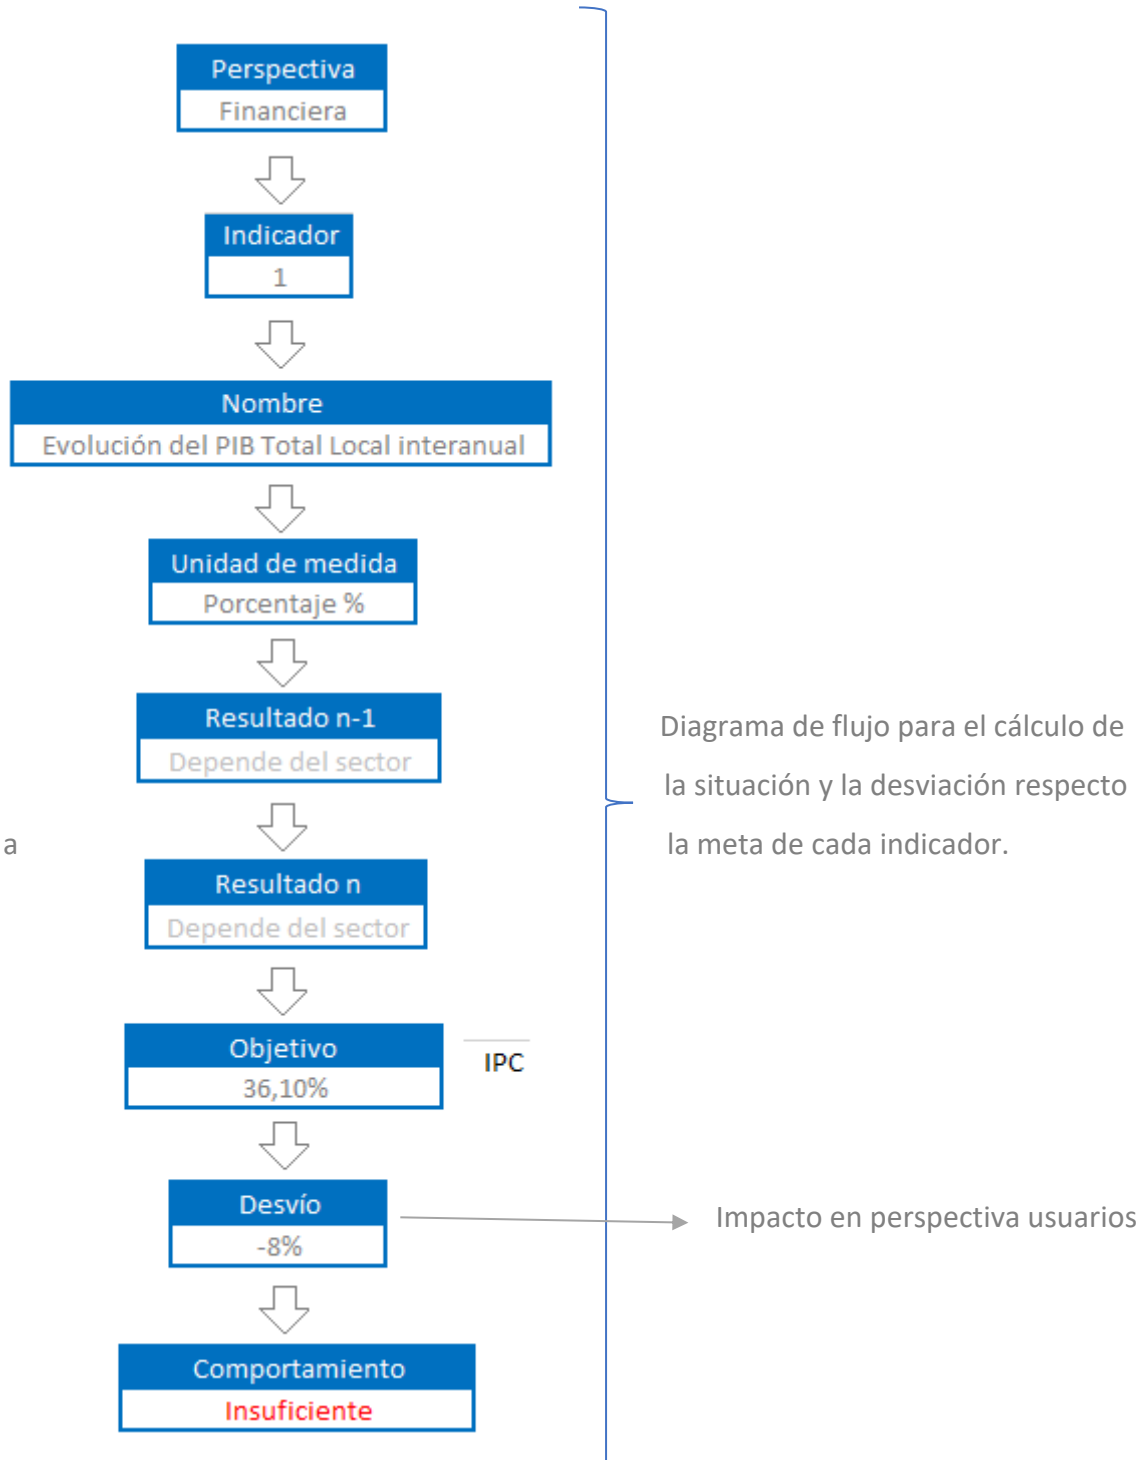 Perspectiva
Financiera
Indicador
1
Nombre
Evolución del PIB Total Local interanual
Unidad de medida
Porcentaje %
Resultado n-1
Depende del sector
Diagrama de flujo para el cálculo de
la situación y la desviación respecto
a
la meta de cada indicador.
Resultado n
Depende del sector
Objetivo
36,10%
IPC
Desvío
-8%
Impacto en perspectiva usuarios
Comportamiento
Insuficiente